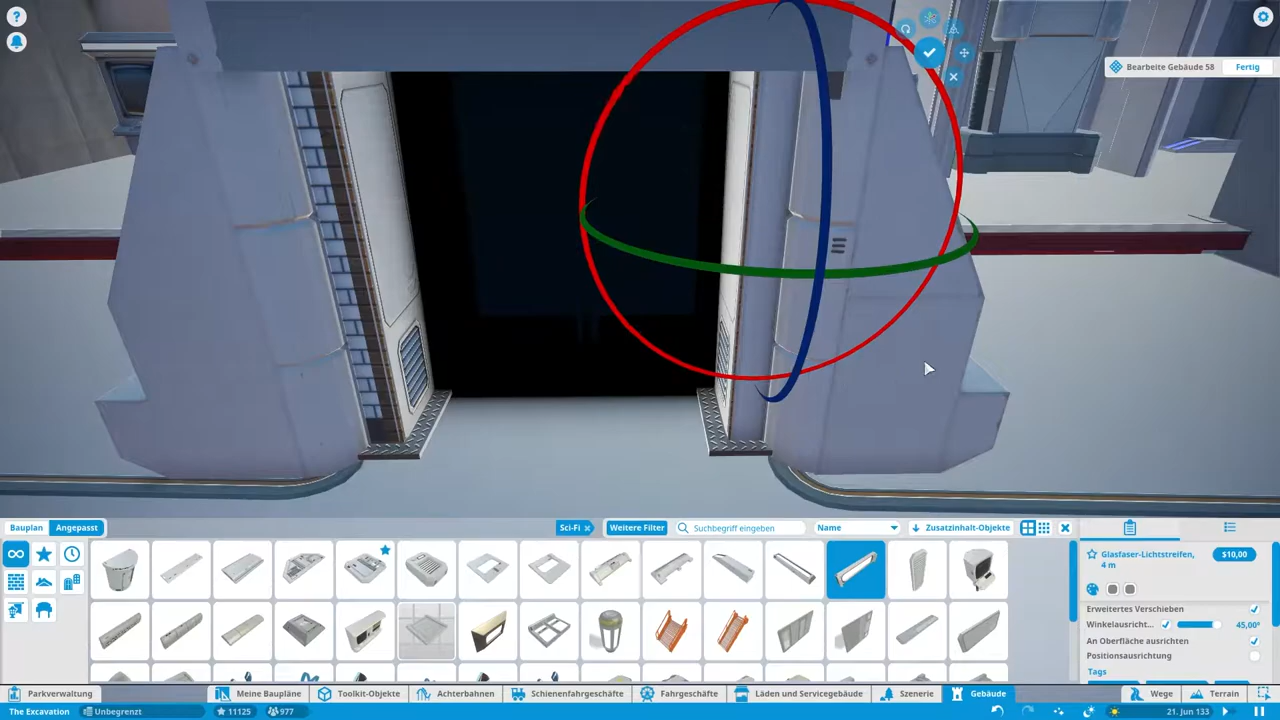 Bearbeite Gebäude 58 Fertig
Bauplan Angepasst Sci-Fi × Weitere Filter Suchbegriff eingeben Name Zusatzinhalt-Objekte
Glasfaser-Lichtstreifen, $10,00
4 m
Erweitertes Verschieben
Winkelausricht... 45,00°
An Oberfläche ausrichten
Positionsausrichtung
Tags
Parkverwaltung Meine Baupläne Toolkit-Objekte Achterbahnen Schienenfahrgeschäfte Fahrgeschäfte Läden und Servicegebäude Szenerie Gebäude Wege Terrain
The Excavation Unbegrenzt 11125 977 21. Jun 133